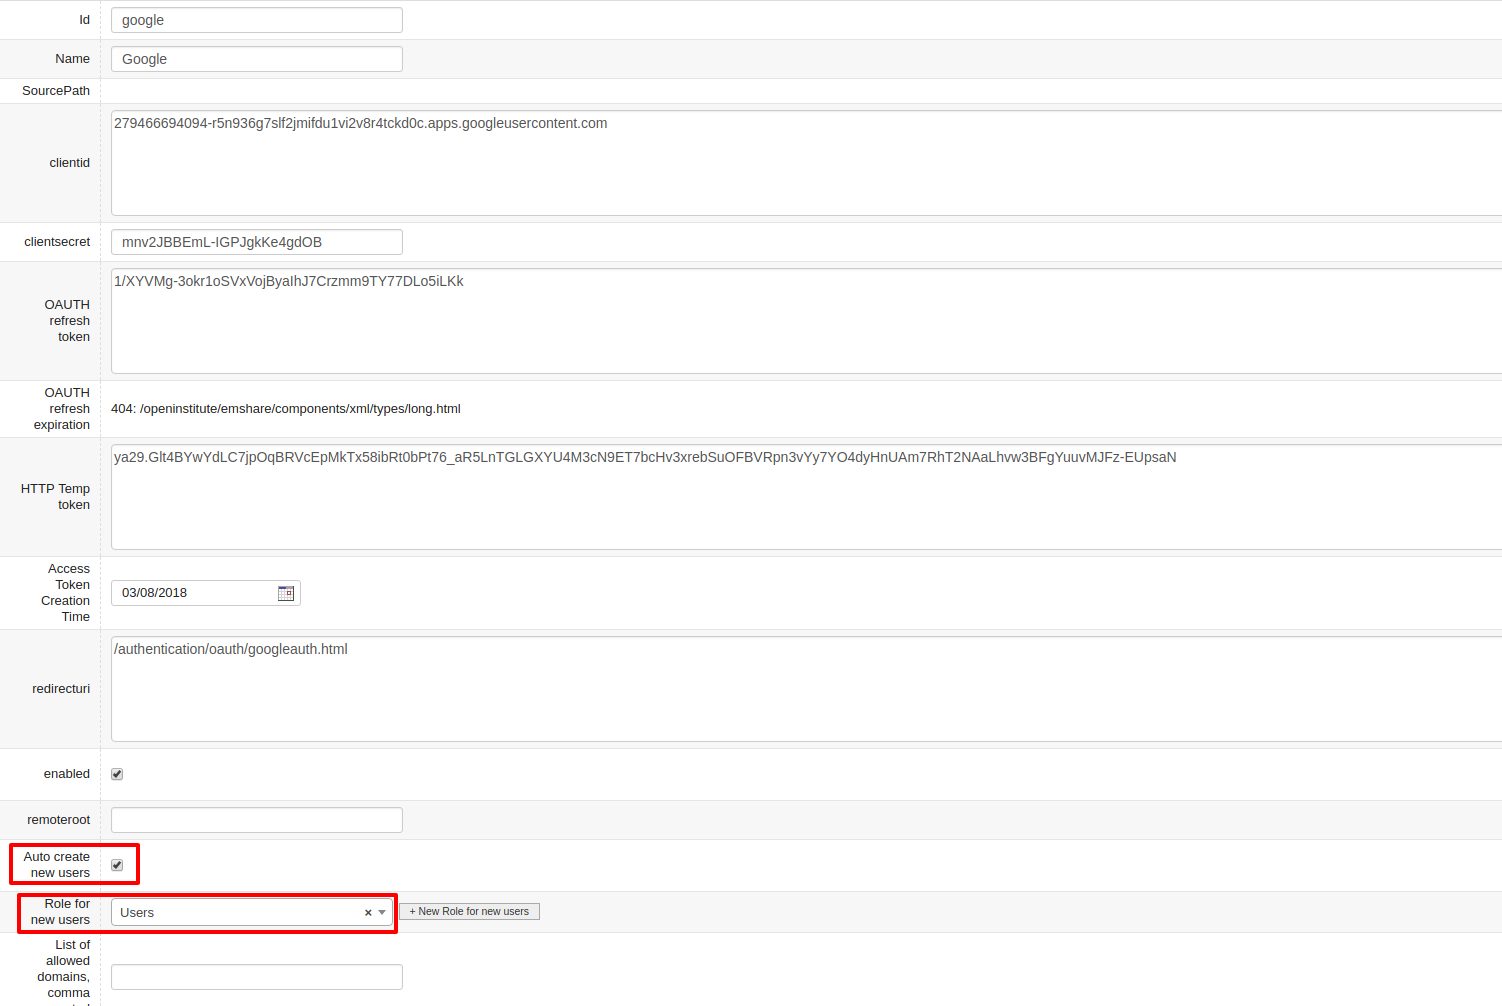 Id
google
Name
Google
SourcePath
clientid
279466694094-r5n936g7slf2jmifdu1vi2v8r4tckd0c.apps.googleusercontent.com
clientsecret
mnv2JBBEmL-IGPJgkKe4gdOB
OAUTH
refresh
token
1/XYVMg-3okr1oSVxVojByaIhJ7Crzmm9TY77DLo5iLKk
OAUTH
refresh
expiration
404: /openinstitute/emshare/components/xml/types/long.html
HTTP Temp
token
ya29.Glt4BYwYdLC7jpOqBRVcEpMkTx58ibRt0bPt76_aR5LnTGLGXYU4M3cN9ET7bcHv3xrebSuOFBVRpn3vYy7YO4dyHnUAm7RhT2NAaLhvw3BFgYuuvMJFz-EUpsaN
Access
Token
Creation
Time
03/08/2018
redirecturi
/authentication/oauth/googleauth.html
enabled
remoteroot
Auto create
new users
Role for
new users
Users
+ New Role for new users
List of
allowed
domains,
comma